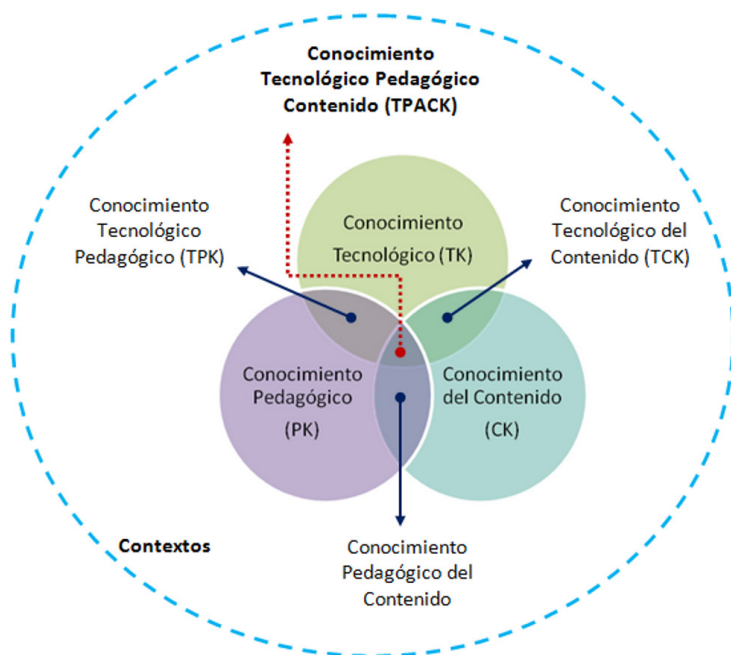 Conocimiento
Tecnológico Pedagógico
Contenido (TPACK)
Conocimiento
Tecnológico
Pedagógico (TPK)
Conocimiento
Tecnológico (TK)
Conocimiento
Tecnológico del
Contenido (TCK)
Conocimiento
Pedagógico
(PK)
Conocimiento
del Contenido
(CK)
Contextos
Conocimiento
Pedagógico del
Contenido